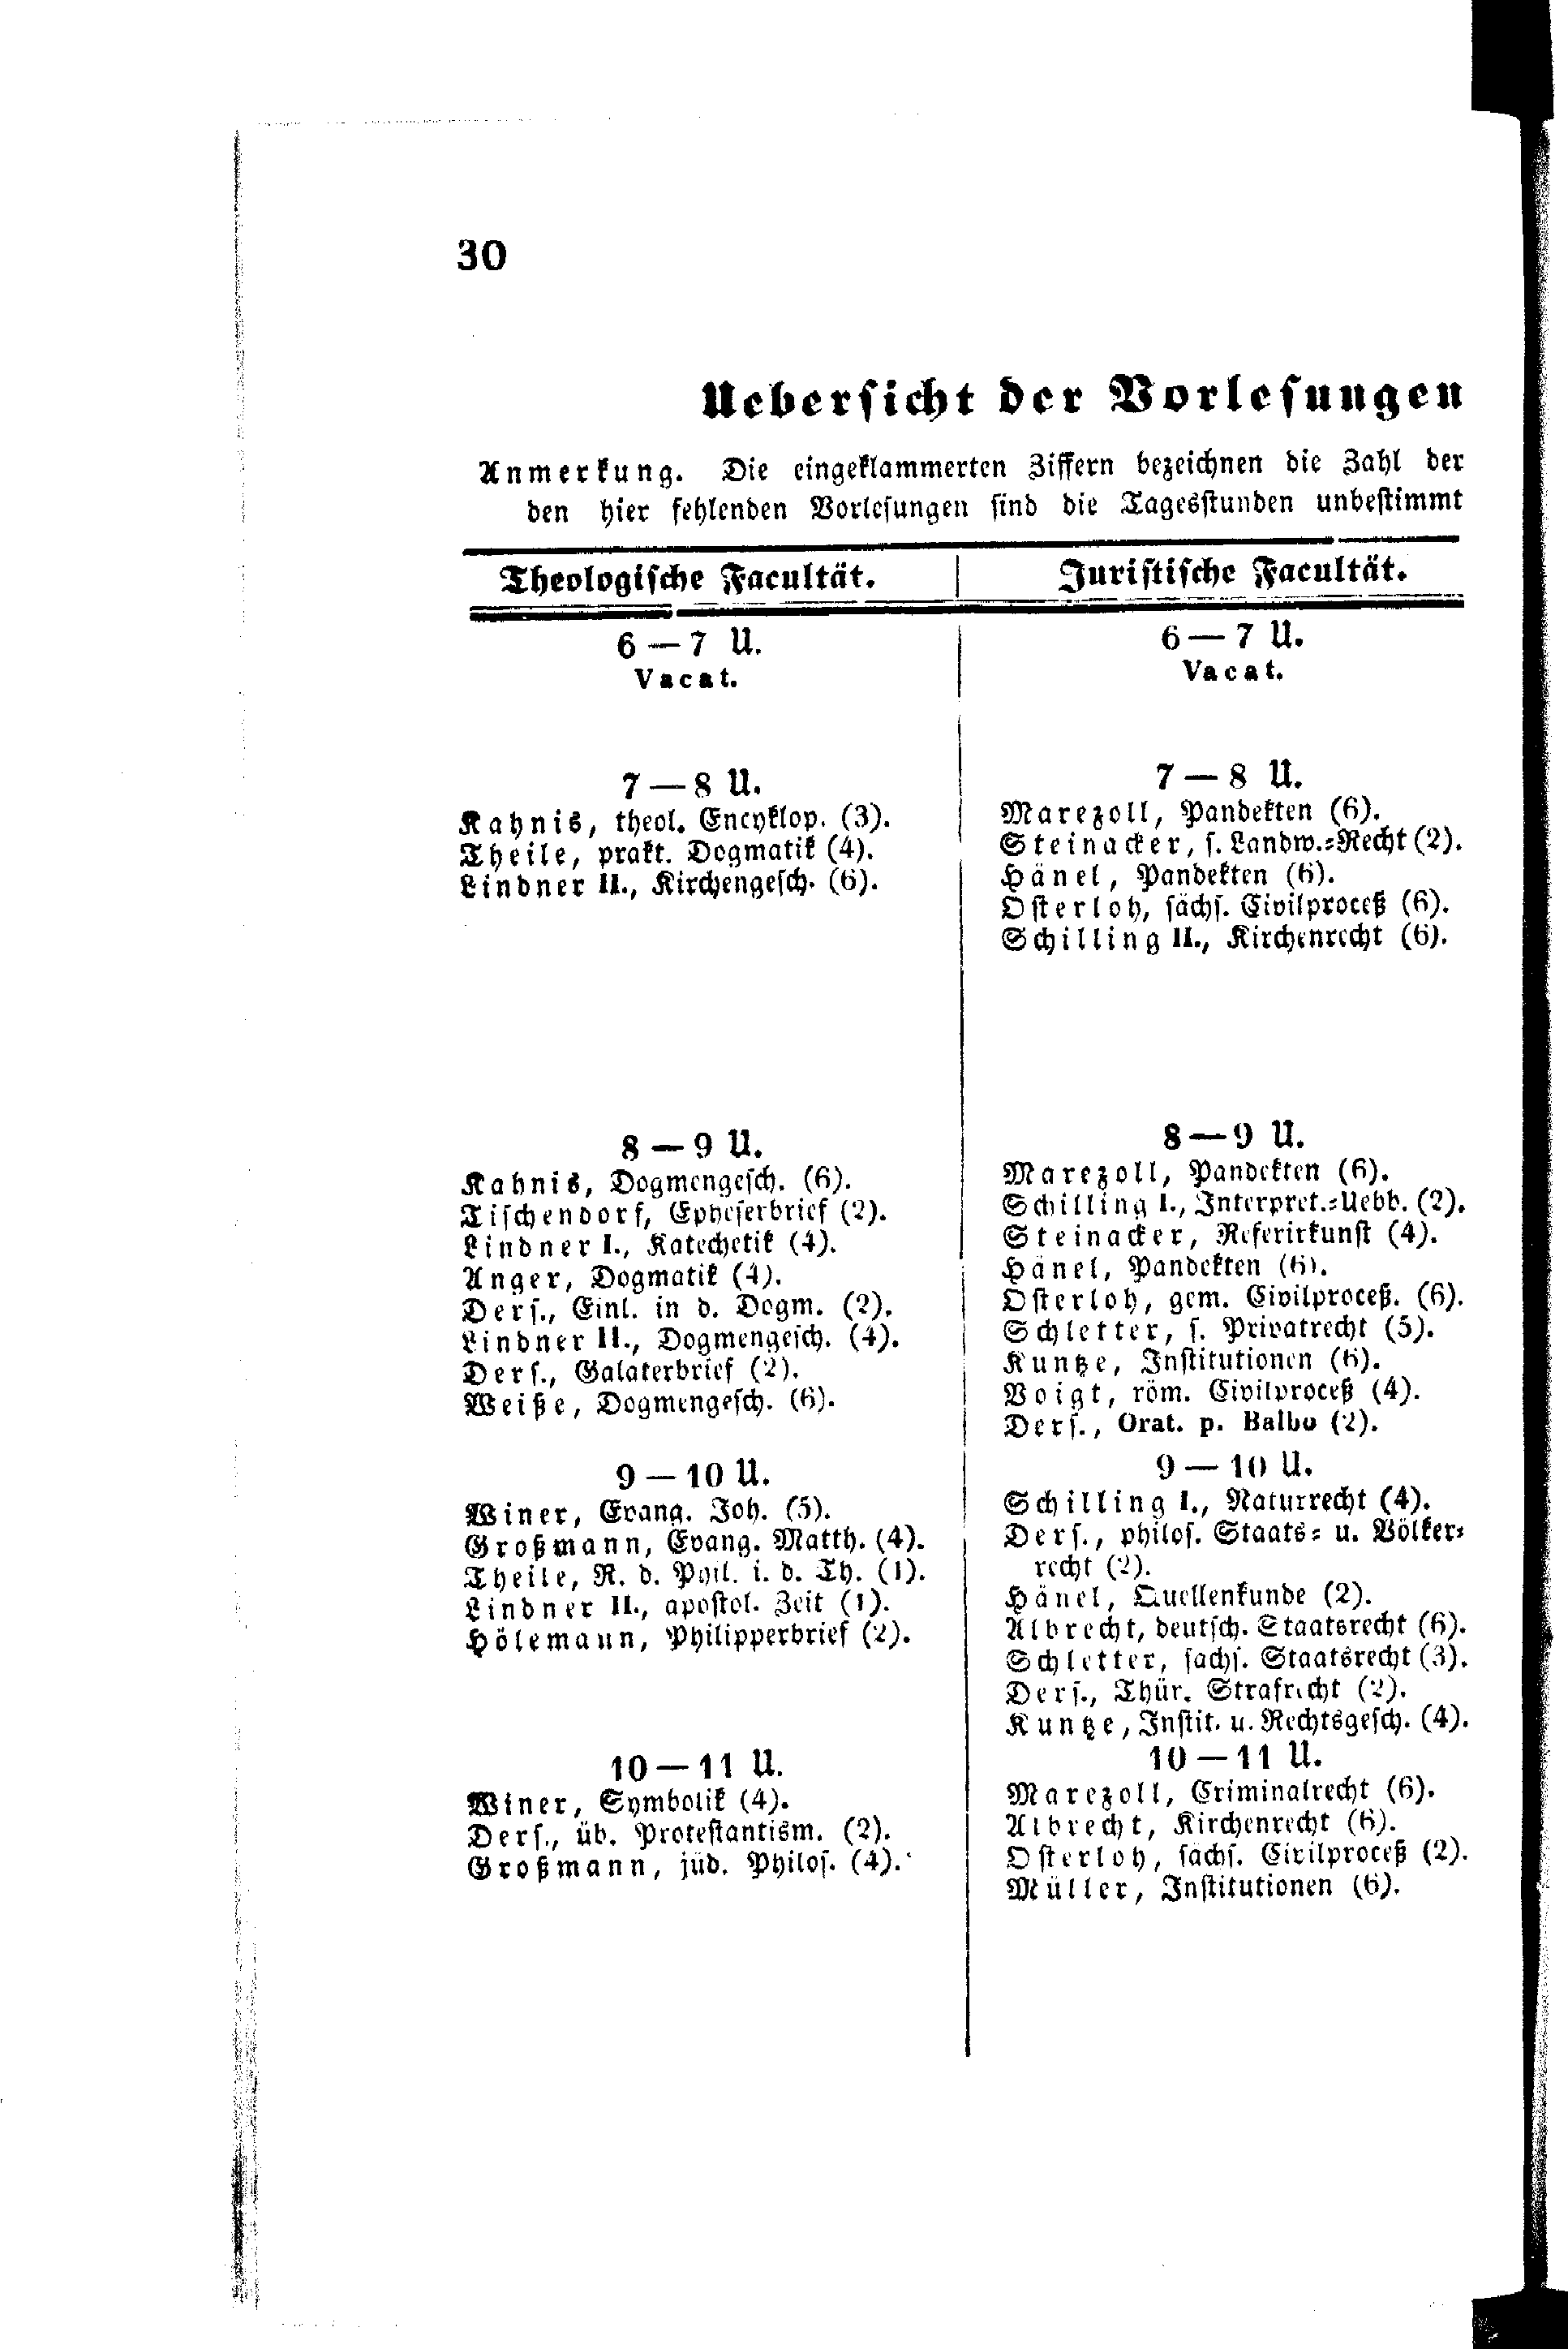 30
Uebersicht der Vorlesungen
Anmerkung. Die eingeklammerten Ziffern bezeichnen die Zahl der
den hier fehlenden Vorlesungen sind die Tagesstunden unbestimmt
Theologische Facultät.
6 — 7 U.
Vacat.
7 — 8 U.
Kahnis, theol. Encyklop. (3).
Theile, prakt. Dogmatik (4).
Lindner II., Kirchengesch. (6).
8 — 9 U.
Kahnis, Dogmengesch. (6).
Tischendorf, Epheserbrief (2).
Lindner I., Katechetik (4).
Anger, Dogmatik (4).
Ders., Einl. in d. Dogm. (2).
Lindner II., Dogmengesch. (4).
Ders., Galaterbrief (2).
Weiße, Dogmengesch. (6).
9 — 10 U.
Winer, Evang. Joh. (5).
Großmann, Evang. Matth. (4).
Theile, R. d. Phil. i. d. Th. (1).
Lindner II., apostol. Zeit (1).
Hölemann, Philipperbrief (2).
10 — 11 U.
Winer, Symbolik (4).
Ders., üb. Protestantism. (2).
Großmann, jüd. Philos. (4).
Juristische Facultät.
6 — 7 U.
Vacat.
7 — 8 U.
Marezoll, Pandekten (6).
Steinacker, s. Landw.=Recht (2).
Hänel, Pandekten (6).
Osterloh, sächs. Civilproceß (6).
Schilling II., Kirchenrecht (6).
8 — 9 U.
Marezoll, Pandekten (6).
Schilling I., Interpret.=Uebb. (2).
Steinacker, Referirkunst (4).
Hänel, Pandekten (6).
Osterloh, gem. Civilproceß. (6).
Schletter, s. Privatrecht (5).
Kuntze, Institutionen (6).
Voigt, röm. Civilproceß (4).
Ders., Orat. p. Balbo (2).
9 — 10 U.
Schilling I., Naturrecht (4).
Ders., philos. Staats= u. Völker=
recht (2).
Hänel, Quellenkunde (2).
Albrecht, deutsch. Staatsrecht (6).
Schletter, sächs. Staatsrecht (3).
Ders., Thür. Strafrecht (2).
Kuntze, Instit. u. Rechtsgesch. (4).
10 — 11 U.
Marezoll, Criminalrecht (6).
Albrecht, Kirchenrecht (6).
Osterloh, sächs. Civilproceß (2).
Müller, Institutionen (6).